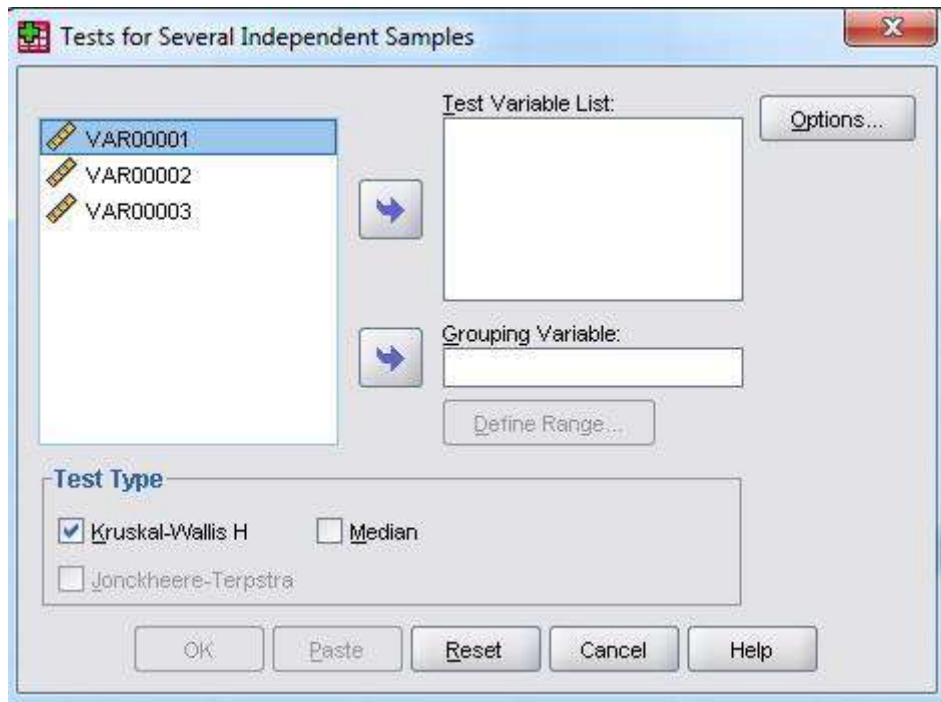 Tests for Several Independent Samples
VAR00001
VAR00002
VAR00003
Test Variable List:
Options...
Grouping Variable:
Define Range...
Test Type
Kruskal-Wallis H
Median
Jonckheere-Terpstra
OK
Paste
Reset
Cancel
Help